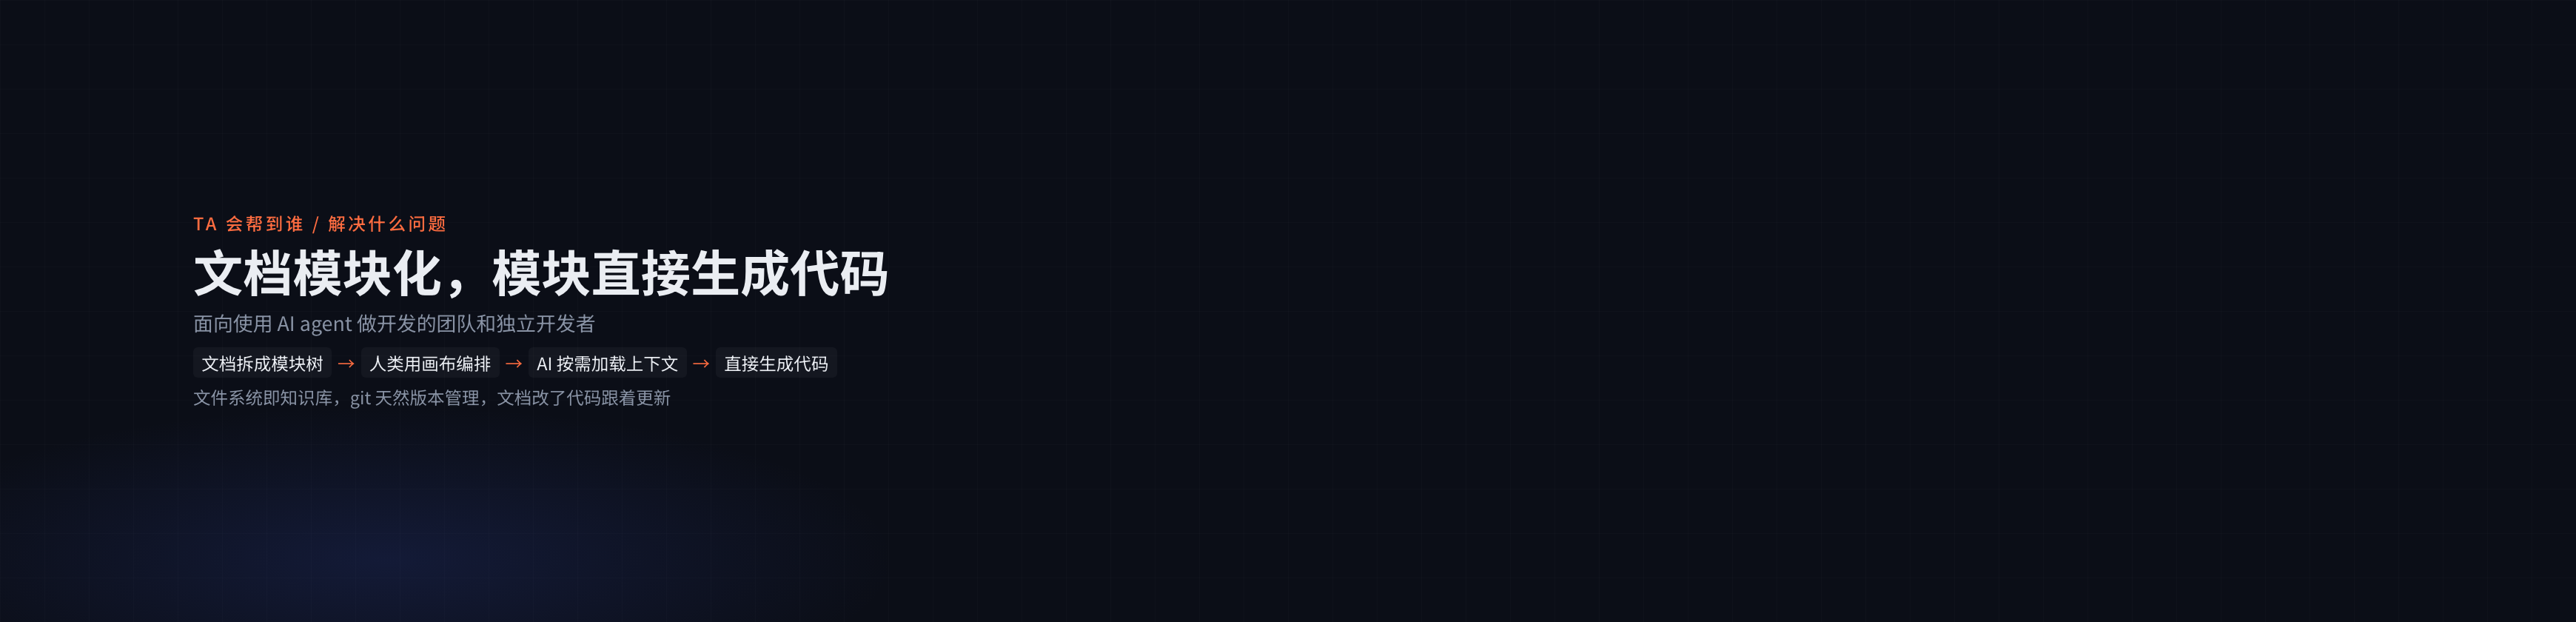 TA 会帮到谁 / 解决什么问题
文档模块化，模块直接生成代码
面向使用 AI agent 做开发的团队和独立开发者
文档拆成模块树 → 人类用画布编排 → AI 按需加载上下文 → 直接生成代码
文件系统即知识库，git 天然版本管理，文档改了代码跟着更新